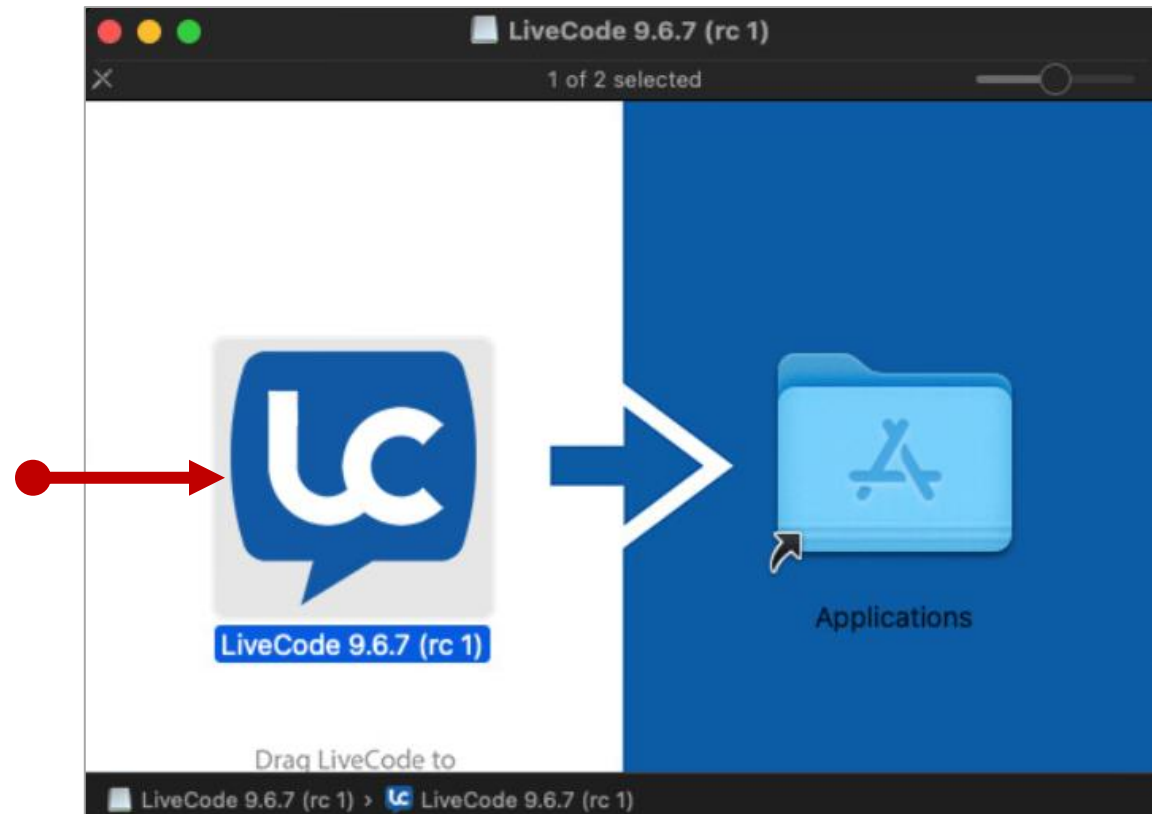 LiveCode 9.6.7 (rc 1)
1 of 2 selected
LC
LiveCode 9.6.7 (rc 1)
Applications
Drag LiveCode to
LiveCode 9.6.7 (rc 1) › LC LiveCode 9.6.7 (rc 1)